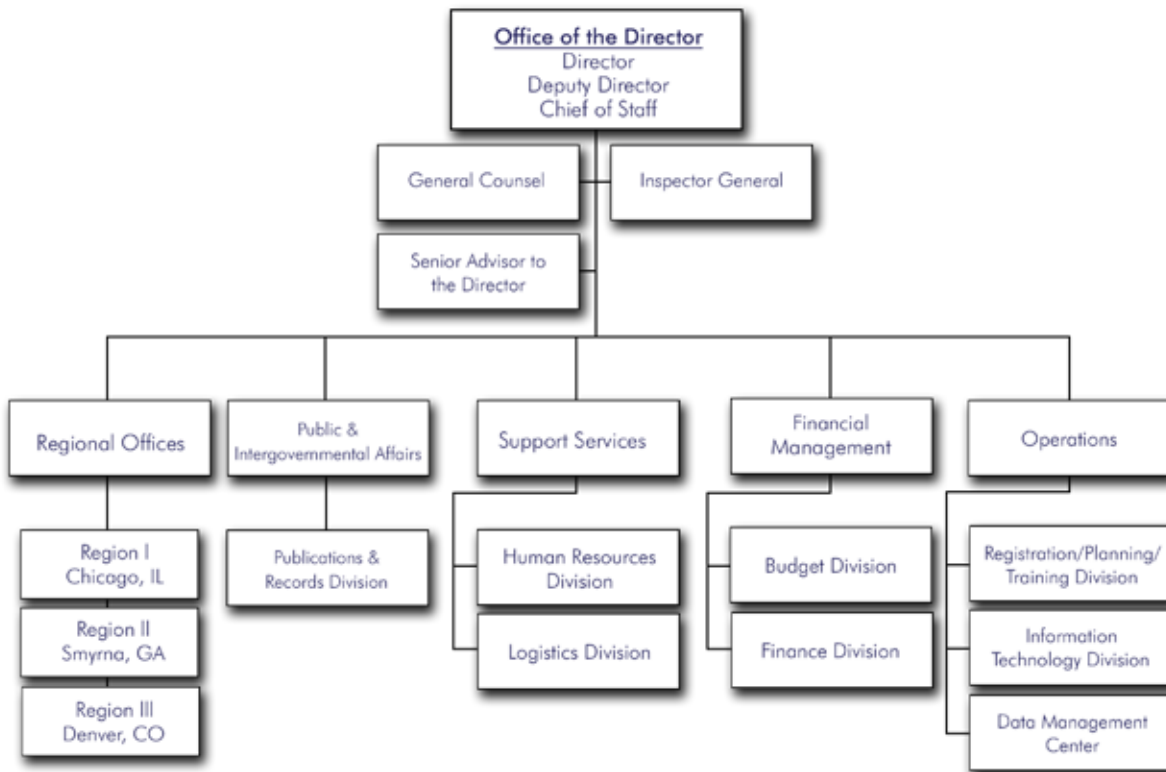 Office of the Director
Director
Deputy Director
Chief of Staff
General Counsel
Inspector General
Senior Advisor to
the Director
Regional Offices
Public &
Intergovernmental Affairs
Support Services
Financial
Management
Operations
Region I
Chicago, IL
Region II
Smyrna, GA
Region III
Denver, CO
Publications &
Records Division
Human Resources
Division
Logistics Division
Budget Division
Finance Division
Registration/Planning/
Training Division
Information
Technology Division
Data Management
Center